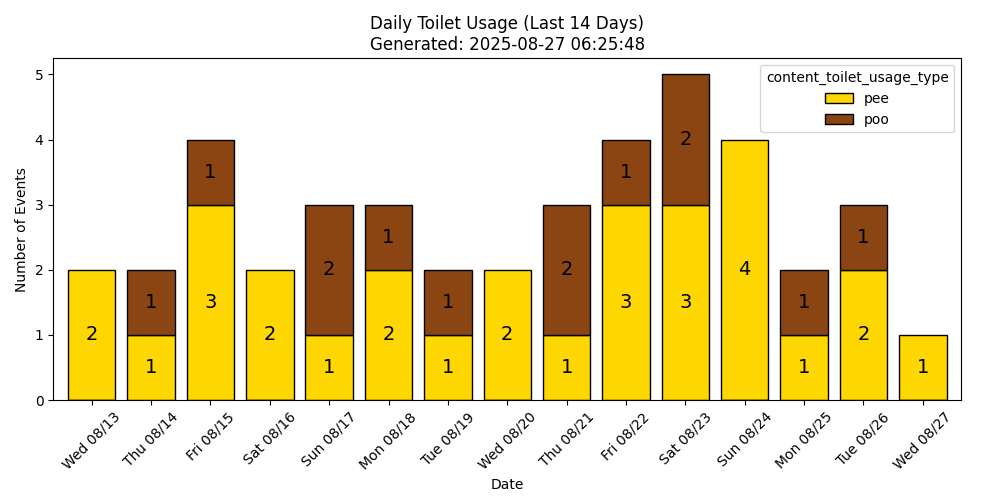 Daily Toilet Usage (Last 14 Days)
Generated: 2025-08-27 06:25:48
content_toilet_usage_type
pee
poo
Number of Events
5
4
3
2
1
0
2
1
1
3
1
2
1
2
2
1
1
1
2
1
2
3
1
3
2
4
1
1
2
1
1
Wed 08/13
Thu 08/14
Fri 08/15
Sat 08/16
Sun 08/17
Mon 08/18
Tue 08/19
Wed 08/20
Thu 08/21
Fri 08/22
Sat 08/23
Sun 08/24
Mon 08/25
Tue 08/26
Wed 08/27
Date